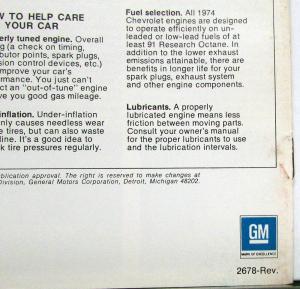 W TO HELP CARE
YOUR CAR
erly tuned engine. Overall
g (a check on timing,
butor points, spark plugs,
sion control devices, etc.)
mprove your car's
rmance. You just can't
ct an "out-of-tune" engine
ve you good gas mileage.
inflation. Under-inflation
only causes needless wear
e tires, but can also waste
line. It's a good idea to
k tire pressures regularly.
Fuel selection. All 1974
Chevrolet engines are designed
to operate efficiently on un-
leaded or low-lead fuels of at
least 91 Research Octane. In
addition to the lower exhaust
emissions attainable, there are
benefits in longer life for your
spark plugs, exhaust system
and other engine components.
Lubricants. A properly
lubricated engine means less
friction between moving parts.
Consult your owner's manual
for the proper lubricants to use
and the lubrication intervals.
ublication approval. The right is reserved to make changes at
Division, General Motors Corporation, Detroit, Michigan 48202.
GM
MARK OF EXCELLENCE
2678-Rev.